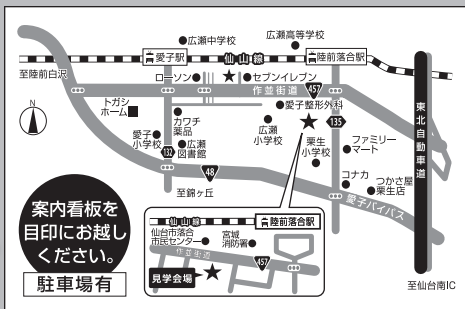 広瀬中学校
広瀬高等学校
愛子駅
仙山線
陸前落合駅
至陸前白沢
ローソン
セブンイレブン
作並街道
457
N
トガシ
ホーム
カワチ
薬品
愛子整形外科
135
東北自動車道
愛子
小学校
広瀬
小学校
132
広瀬
図書館
栗生
小学校
ファミリー
マート
48
コナカ
つかさ屋
栗生店
至錦ヶ丘
愛子バイパス
案内看板を
目印にお越し
ください。
駐車場有
仙山線
陸前落合駅
仙台市落合
市民センター
宮城
消防署
作並街道
457
見学会場
至仙台南IC